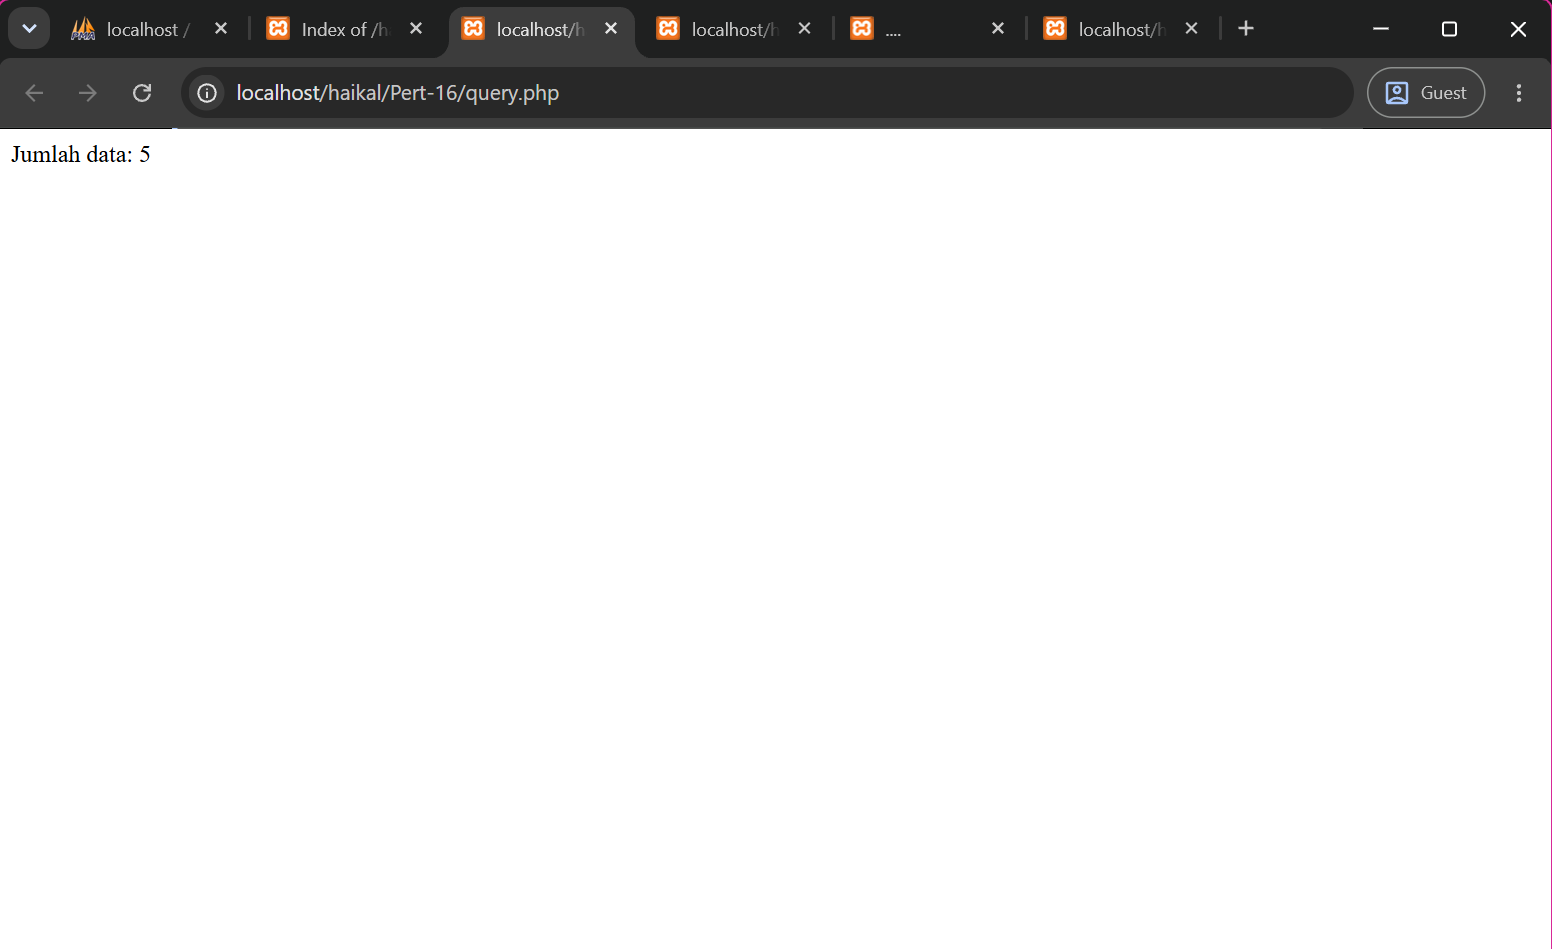 localhost /
Index of /h
localhost/h
localhost/h
....
localhost/h
localhost/haikal/Pert-16/query.php
Guest
Jumlah data: 5